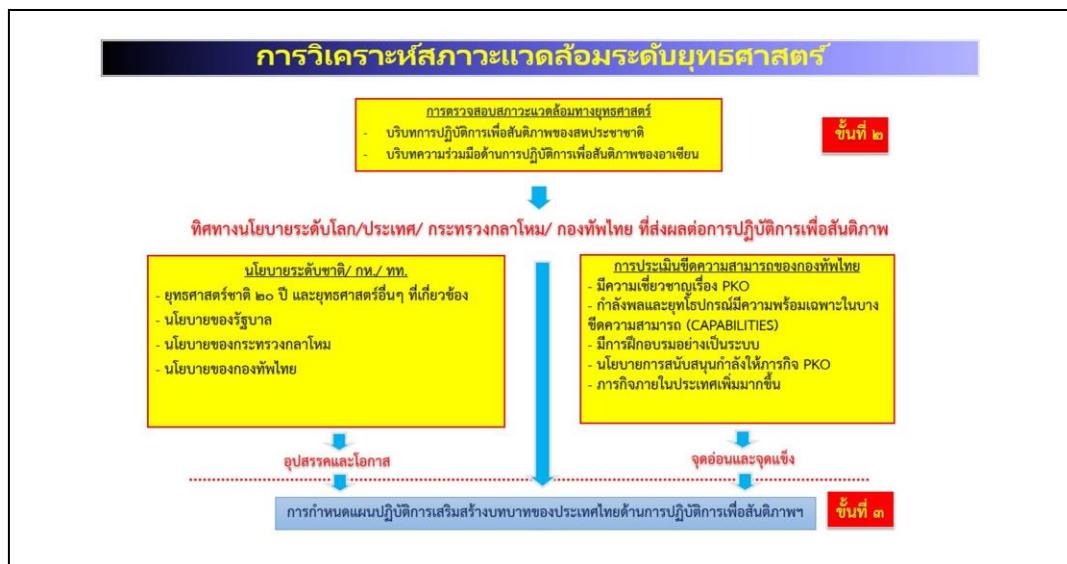 การวิเคราะห์สภาวะแวดล้อมระดับยุทธศาสตร์
การตรวจสอบสภาวะแวดล้อมทางยุทธศาสตร์
- บริบทการปฏิบัติการเพื่อสันติภาพของสหประชาชาติ
- บริบทความร่วมมือด้านการปฏิบัติการเพื่อสันติภาพของอาเซียน
ขั้นที่ ๒
ทิศทางนโยบายระดับโลก/ประเทศ/ กระทรวงกลาโหม/ กองทัพไทย ที่ส่งผลต่อการปฏิบัติการเพื่อสันติภาพ
นโยบายระดับชาติ/ กห./ ทท.
- ยุทธศาสตร์ชาติ ๒๐ ปี และยุทธศาสตร์อื่นๆ ที่เกี่ยวข้อง
- นโยบายของรัฐบาล
- นโยบายของกระทรวงกลาโหม
- นโยบายของกองทัพไทย
การประเมินขีดความสามารถของกองทัพไทย
- มีความเชี่ยวชาญเรื่อง PKO
- กำลังพลและยุทโธปกรณ์มีความพร้อมเฉพาะในบาง
ขีดความสามารถ (CAPABILITIES)
- มีการฝึกอบรมอย่างเป็นระบบ
- นโยบายการสนับสนุนกำลังให้ภารกิจ PKO
- ภารกิจภายในประเทศเพิ่มมากขึ้น
อุปสรรคและโอกาส
จุดอ่อนและจุดแข็ง
การกำหนดแผนปฏิบัติการเสริมสร้างบทบาทของประเทศไทยด้านการปฏิบัติการเพื่อสันติภาพฯ
ขั้นที่ ๓